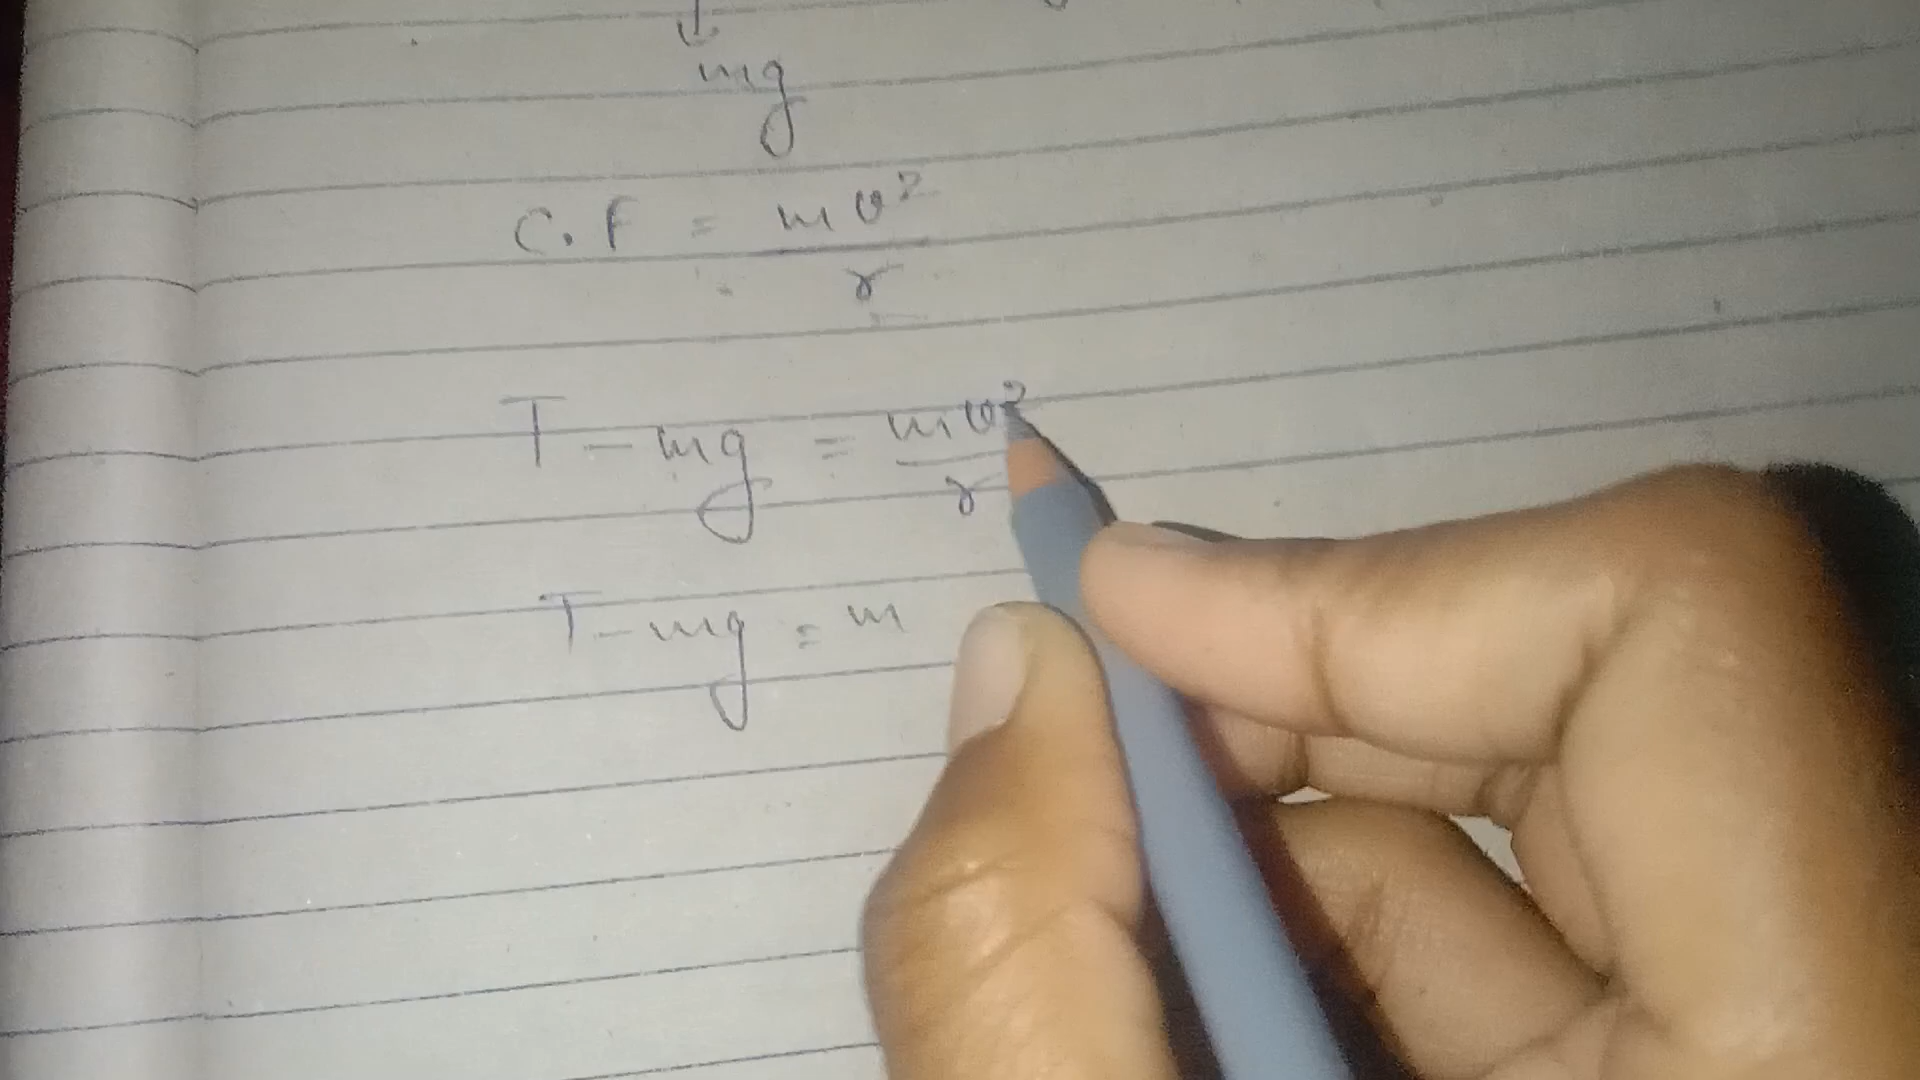 mg
C.F = mv²/r
T - mg = mv²/r
T - mg = m